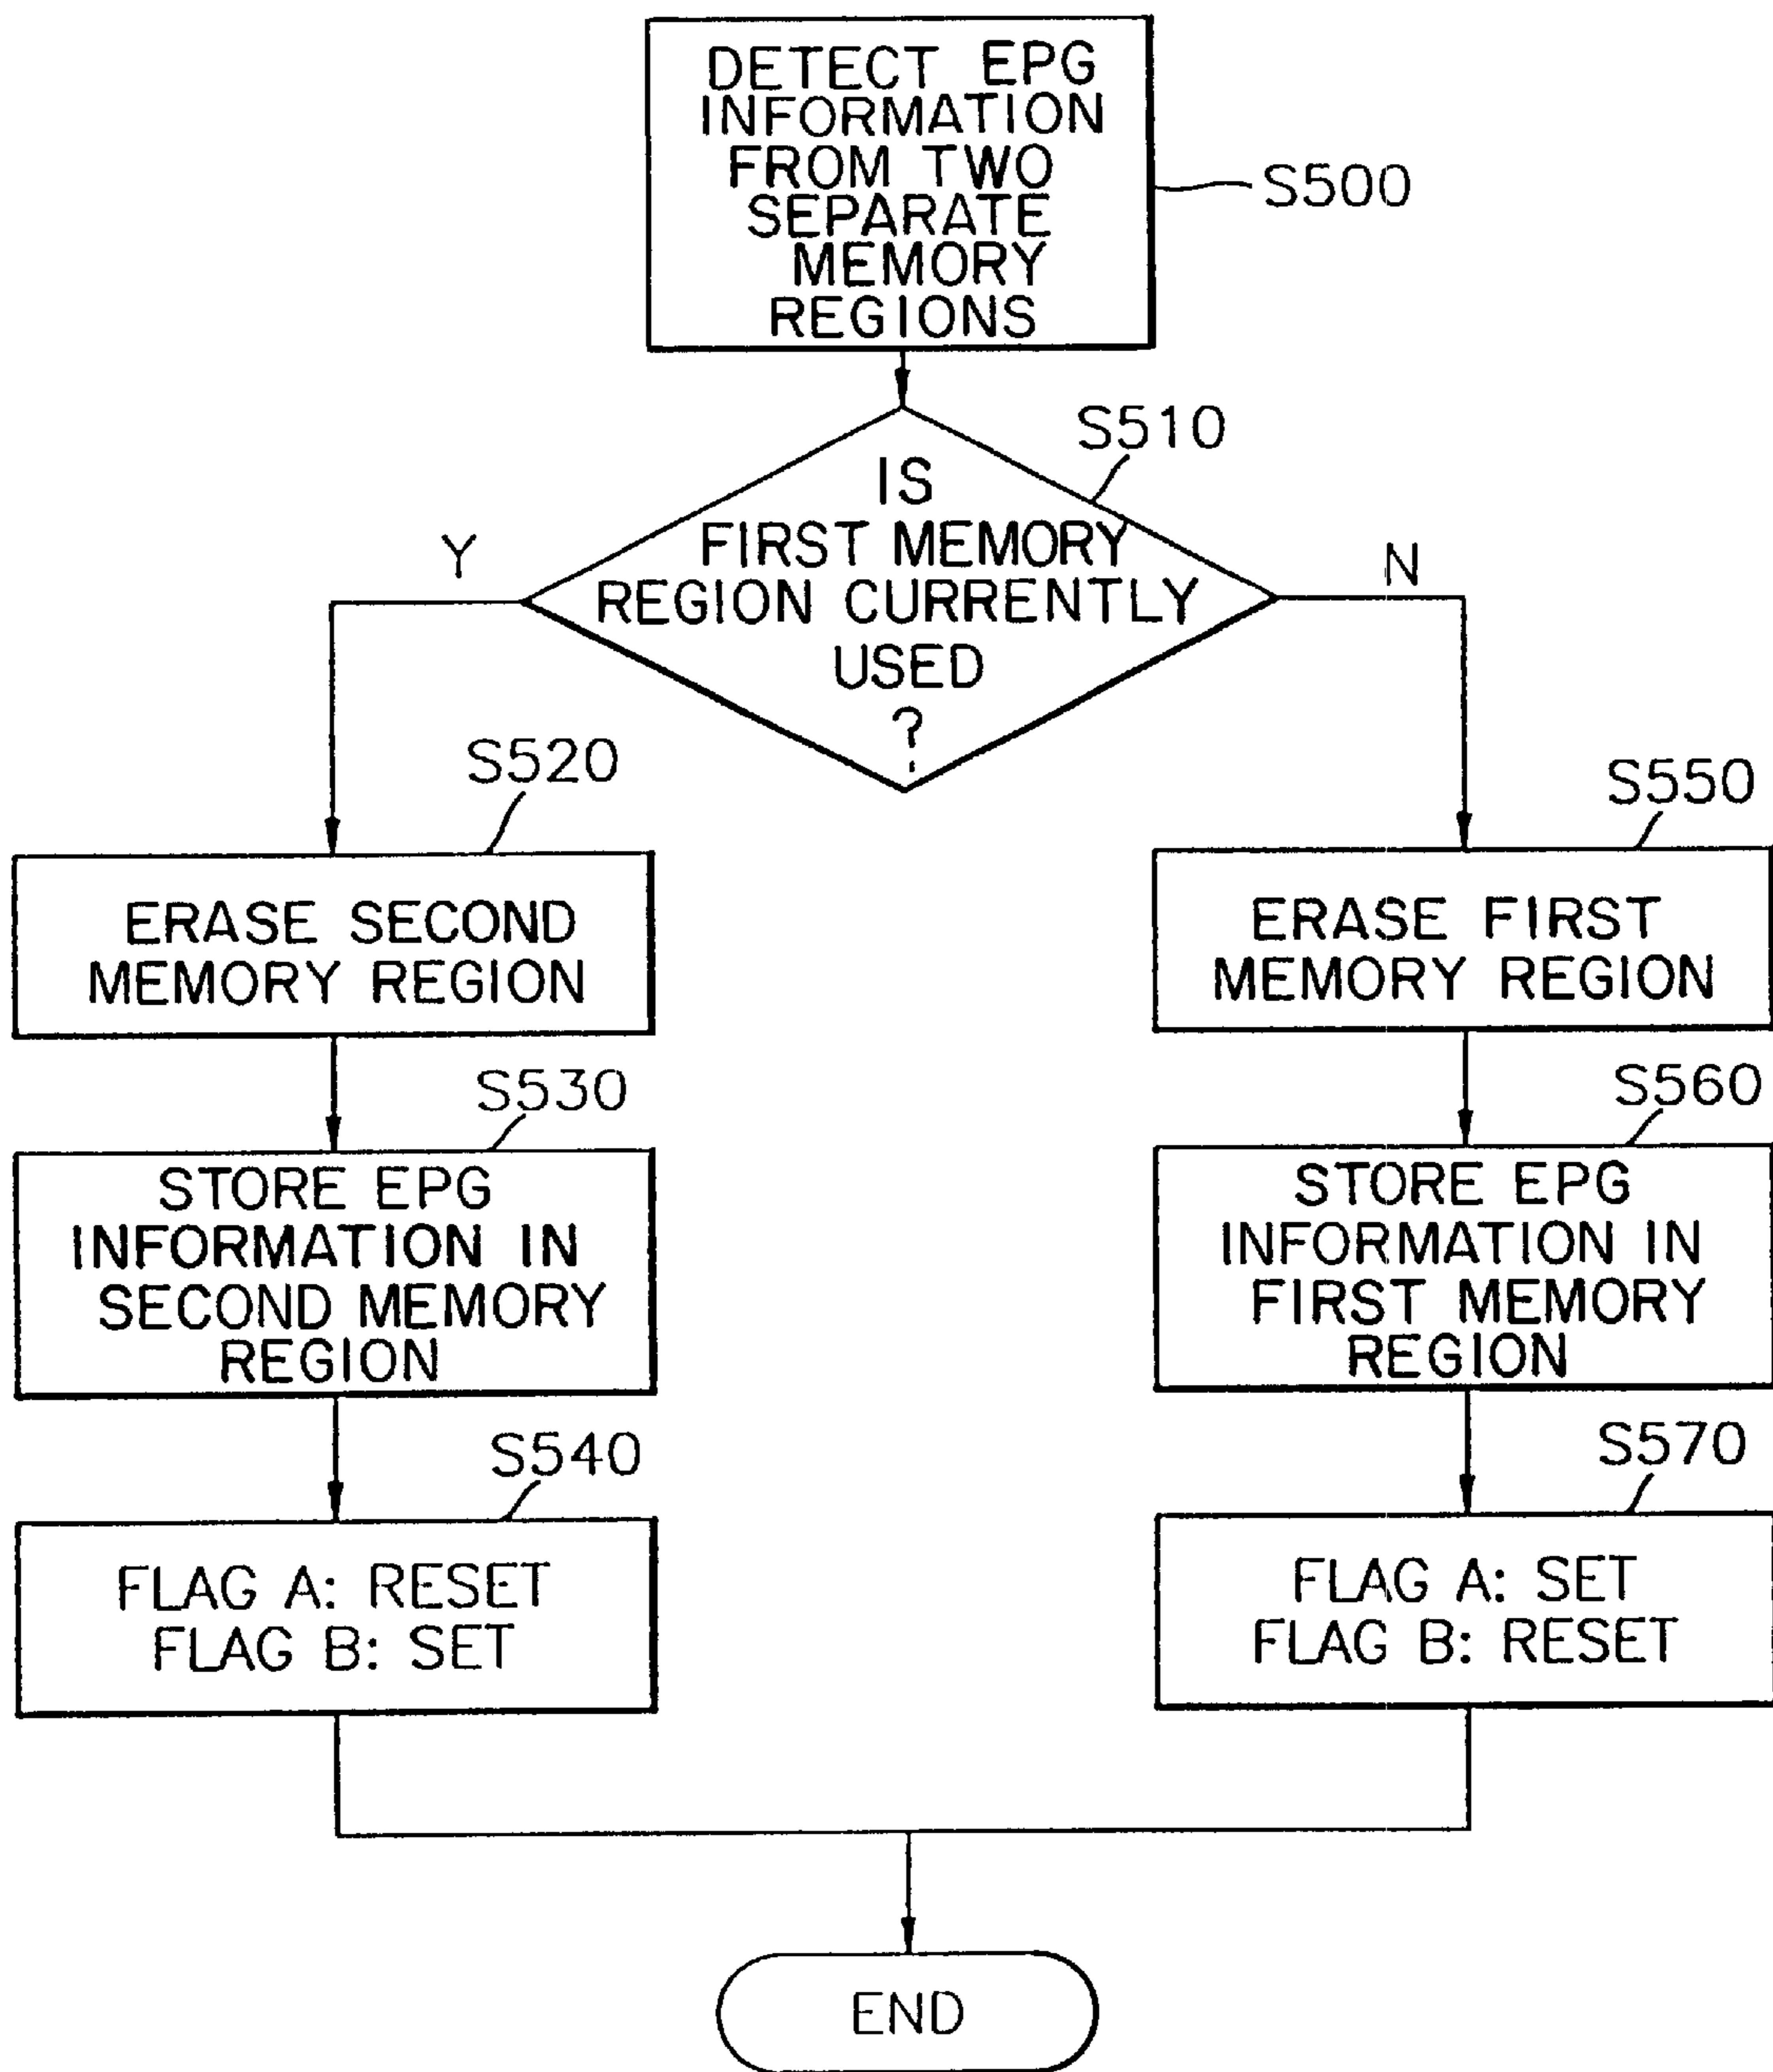 DETECT EPG
INFORMATION
FROM TWO
SEPARATE
MEMORY
REGIONS
S500
S510
IS
FIRST MEMORY
REGION CURRENTLY
USED
?
Y
N
S520
ERASE SECOND
MEMORY REGION
S550
ERASE FIRST
MEMORY REGION
S530
STORE EPG
INFORMATION IN
SECOND MEMORY
REGION
S560
STORE EPG
INFORMATION IN
FIRST MEMORY
REGION
S540
FLAG A: RESET
FLAG B: SET
S570
FLAG A: SET
FLAG B: RESET
END